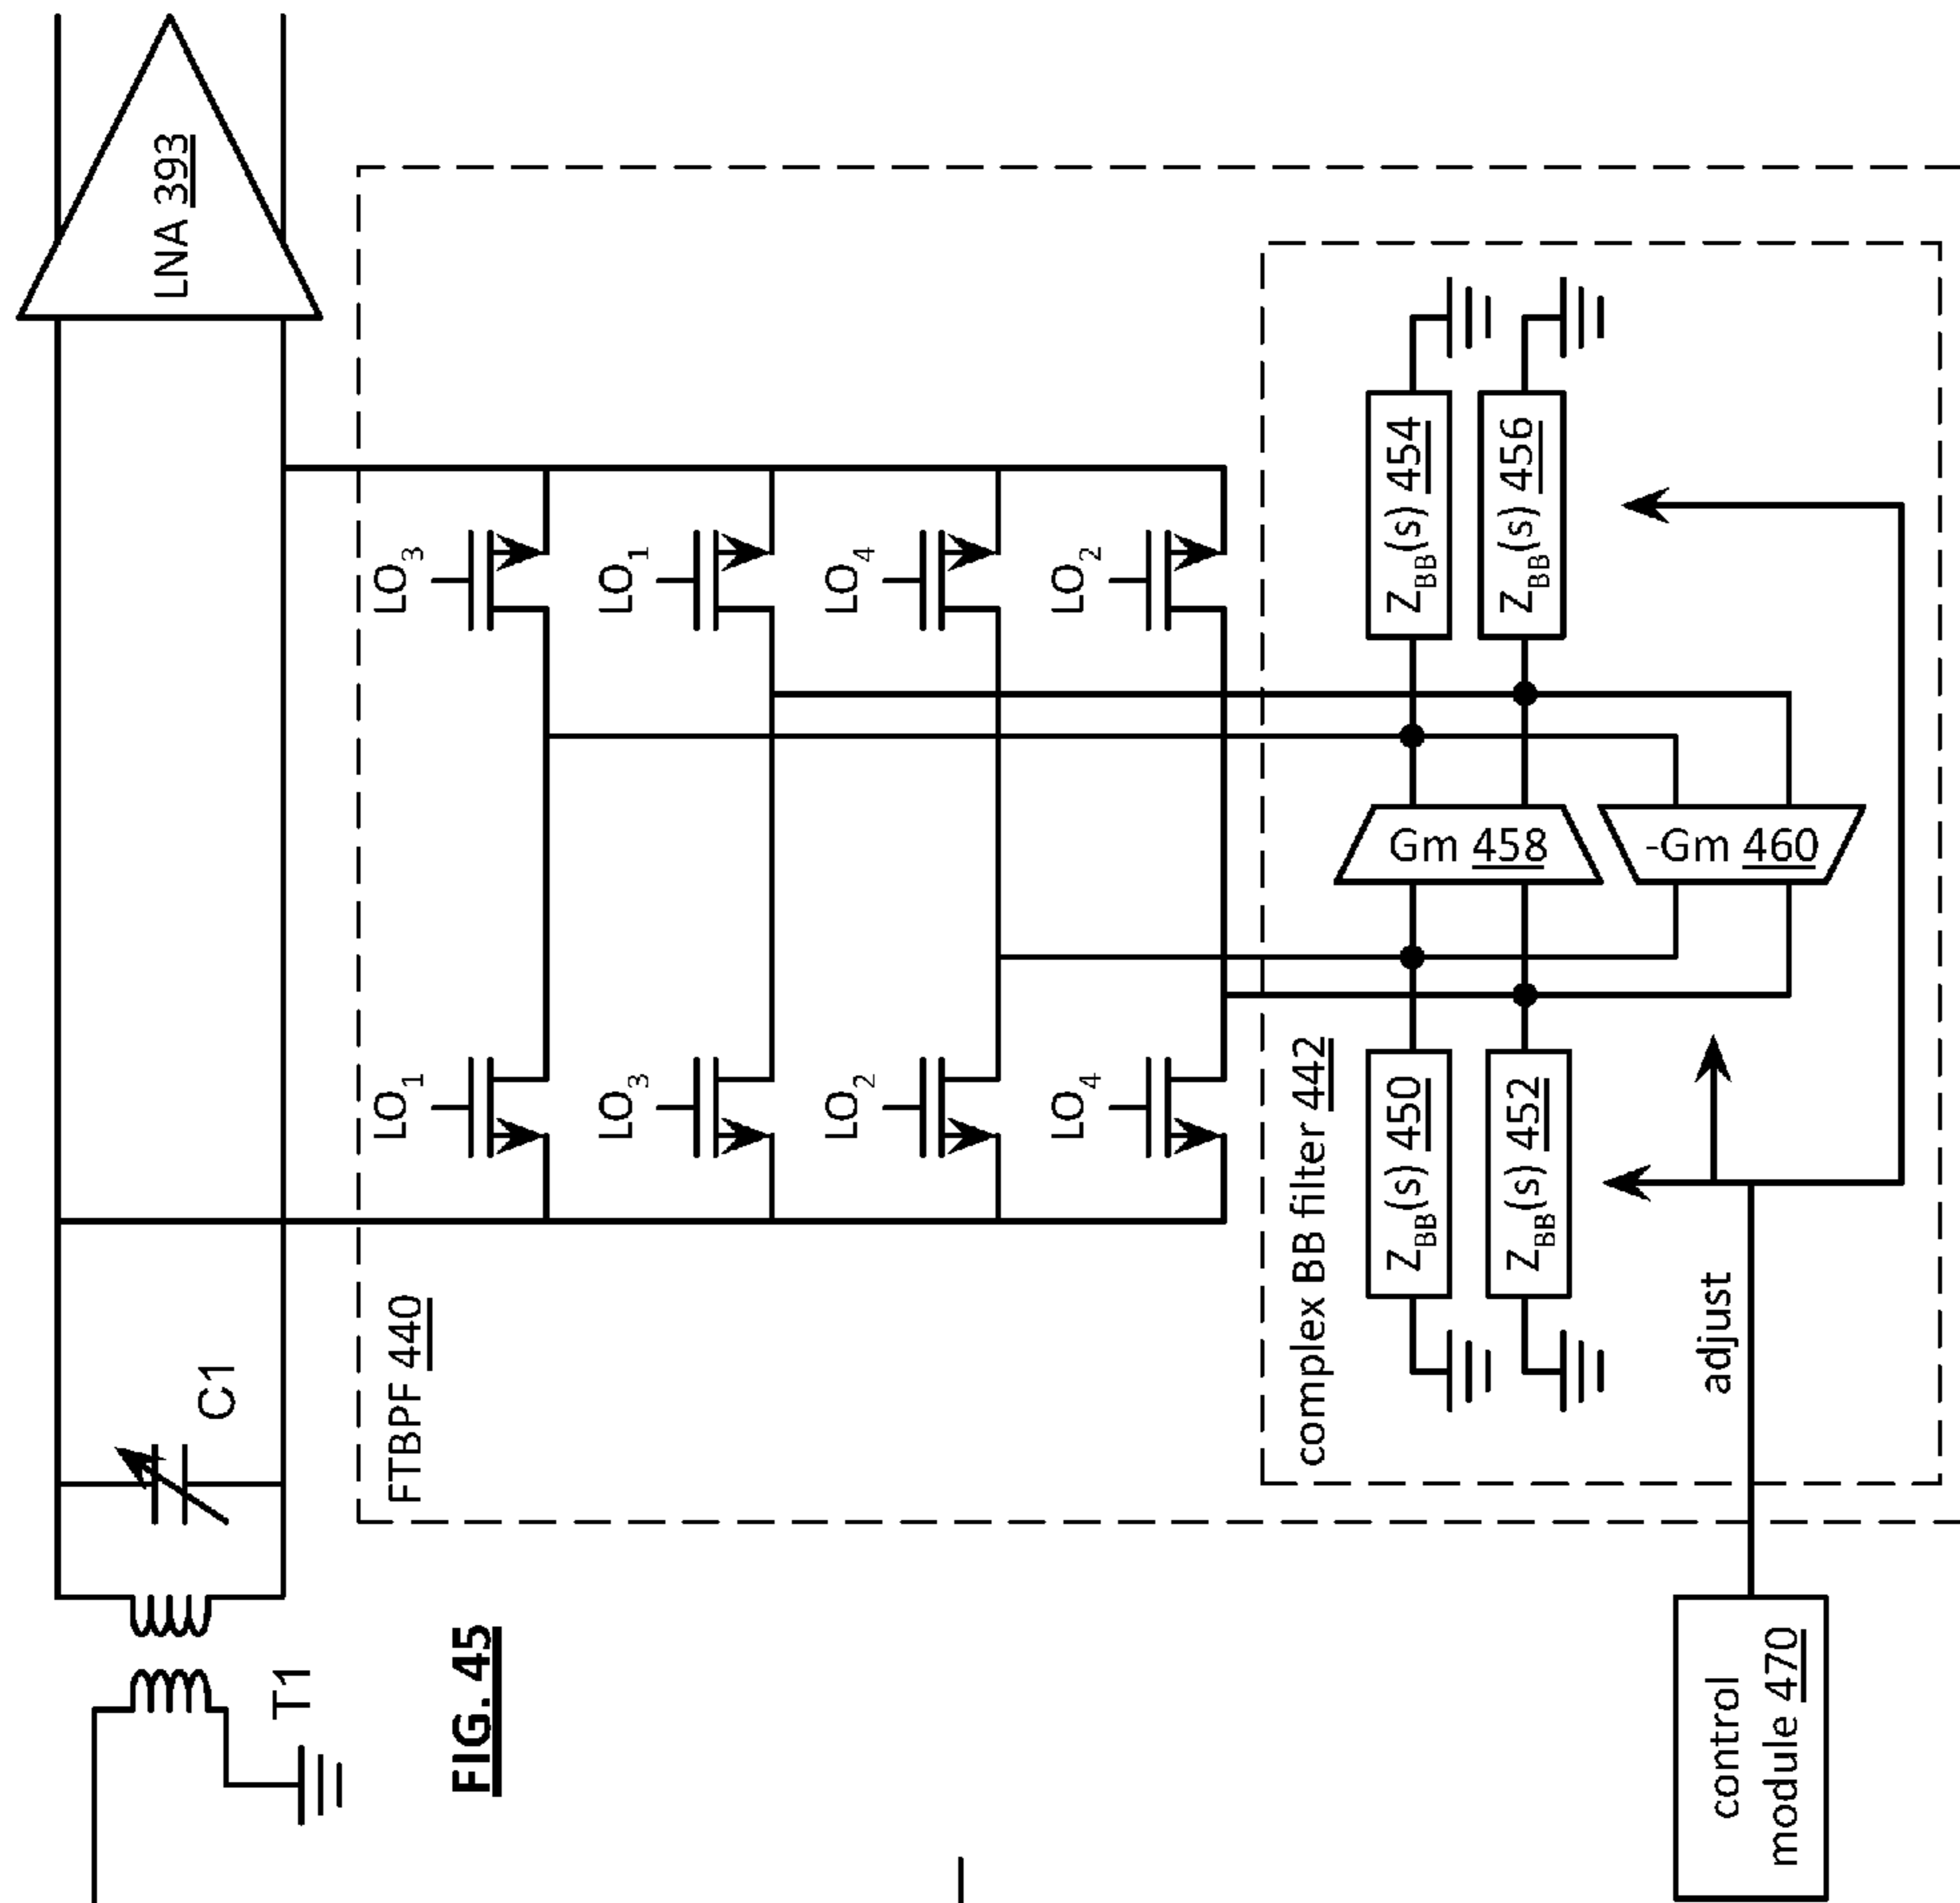 LNA 393
C1
T1
FIG. 45
FTBPF 440
LO1
LO3
LO3
LO1
LO2
LO4
LO4
LO2
complex BB filter 442
ZBB(s) 450
Gm 458
ZBB(s) 454
ZBB(s) 452
ZBB(s) 456
-Gm 460
adjust
control
module 470